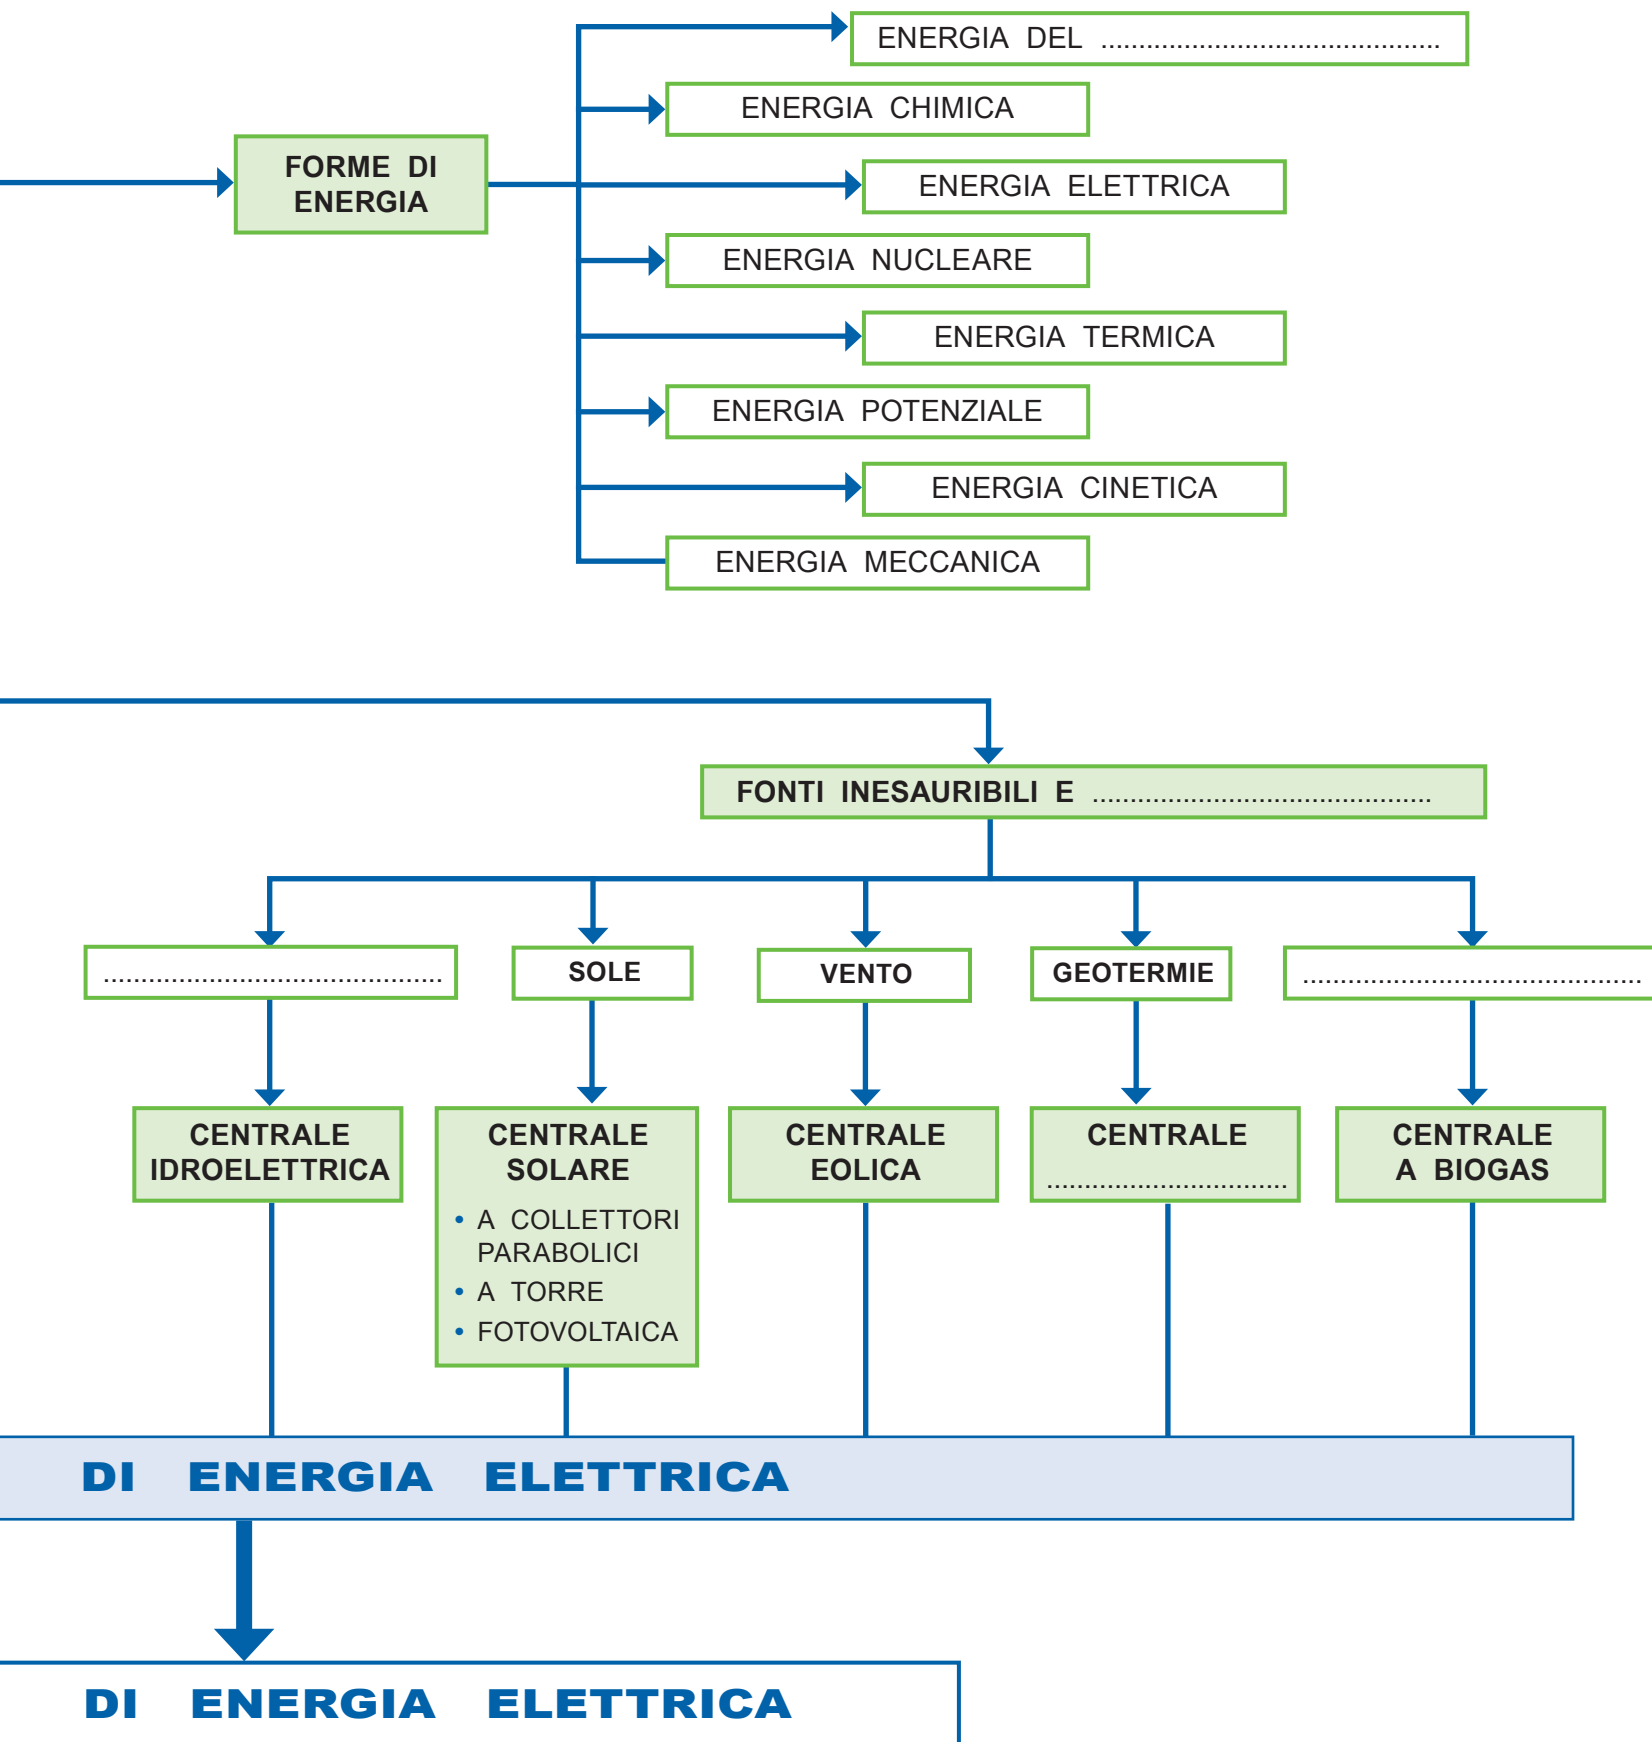 ENERGIA DEL ............................................
ENERGIA CHIMICA
FORME DI
ENERGIA
ENERGIA ELETTRICA
ENERGIA NUCLEARE
ENERGIA TERMICA
ENERGIA POTENZIALE
ENERGIA CINETICA
ENERGIA MECCANICA
FONTI INESAURIBILI E ............................................
............................................
SOLE
VENTO
GEOTERMIE
............................................
CENTRALE
IDROELETTRICA
CENTRALE
SOLARE
• A COLLETTORI
PARABOLICI
• A TORRE
• FOTOVOLTAICA
CENTRALE
EOLICA
CENTRALE
................................
CENTRALE
A BIOGAS
DI ENERGIA ELETTRICA
DI ENERGIA ELETTRICA